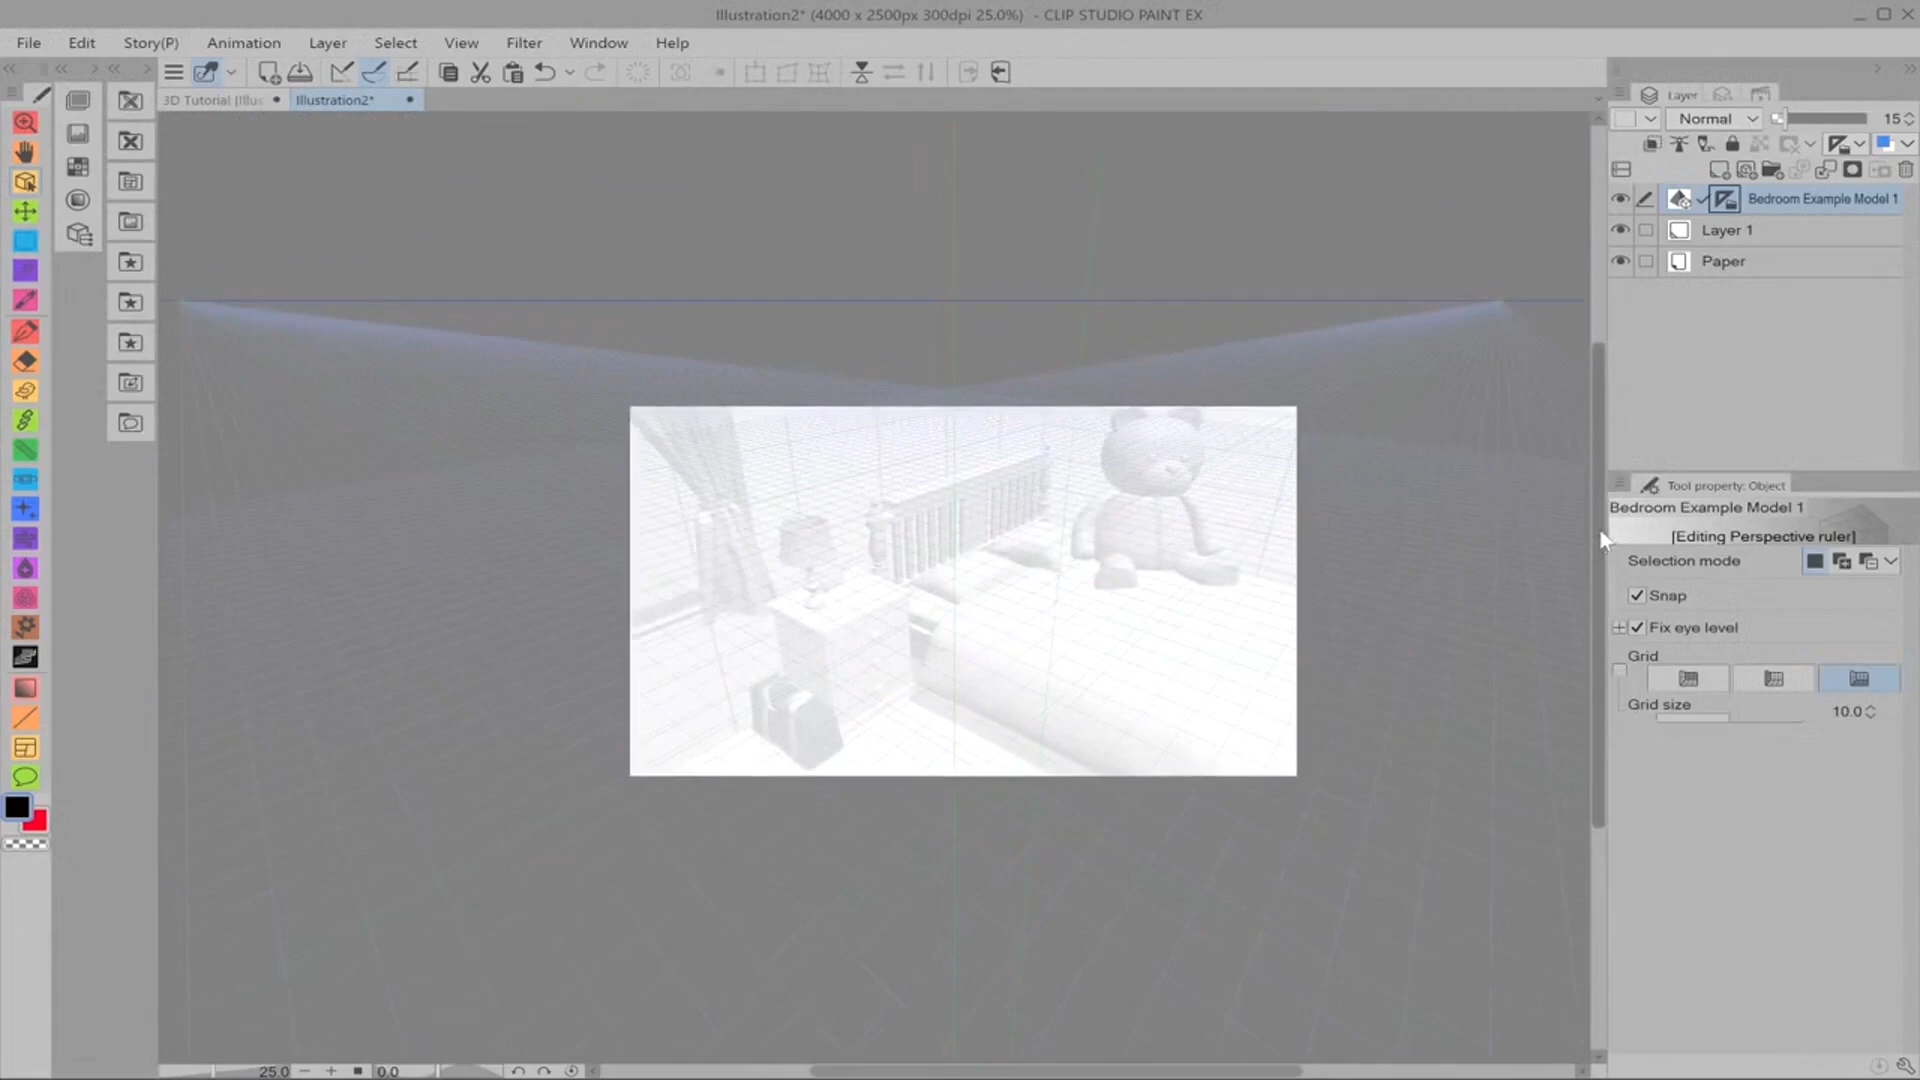 Illustration2* (4000 x 2500px 300dpi 25.0%) - CLIP STUDIO PAINT EX
File Edit Story(P) Animation Layer Select View Filter Window Help
3D Tutorial [Illus
Illustration2*
Layer
Normal
15
Bedroom Example Model 1
Layer 1
Paper
Tool property: Object
Bedroom Example Model 1
[Editing Perspective ruler]
Selection mode
Snap
Fix eye level
Grid
Grid size
10.0
25.0
0.0